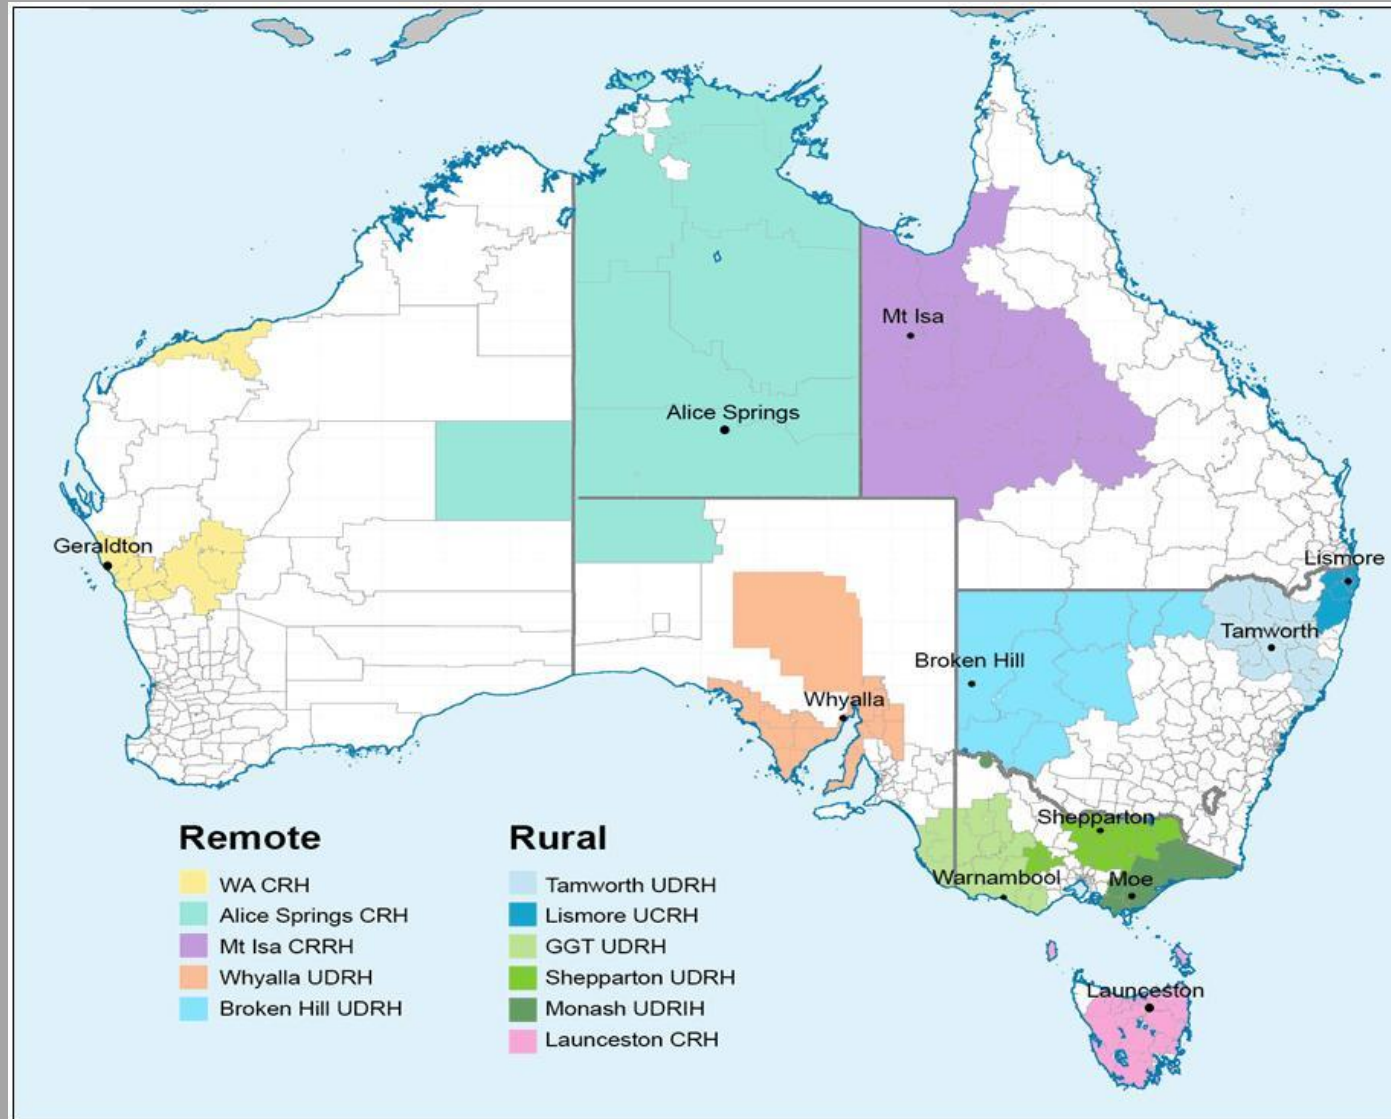 Mt Isa
Alice Springs
Geraldton
Lismore
Tamworth
Broken Hill
Whyalla
Shepparton
Warnambool
Moe
Launceston
Remote
WA CRH
Alice Springs CRH
Mt Isa CRRH
Whyalla UDRH
Broken Hill UDRH
Rural
Tamworth UDRH
Lismore UCRH
GGT UDRH
Shepparton UDRH
Monash UDRIH
Launceston CRH